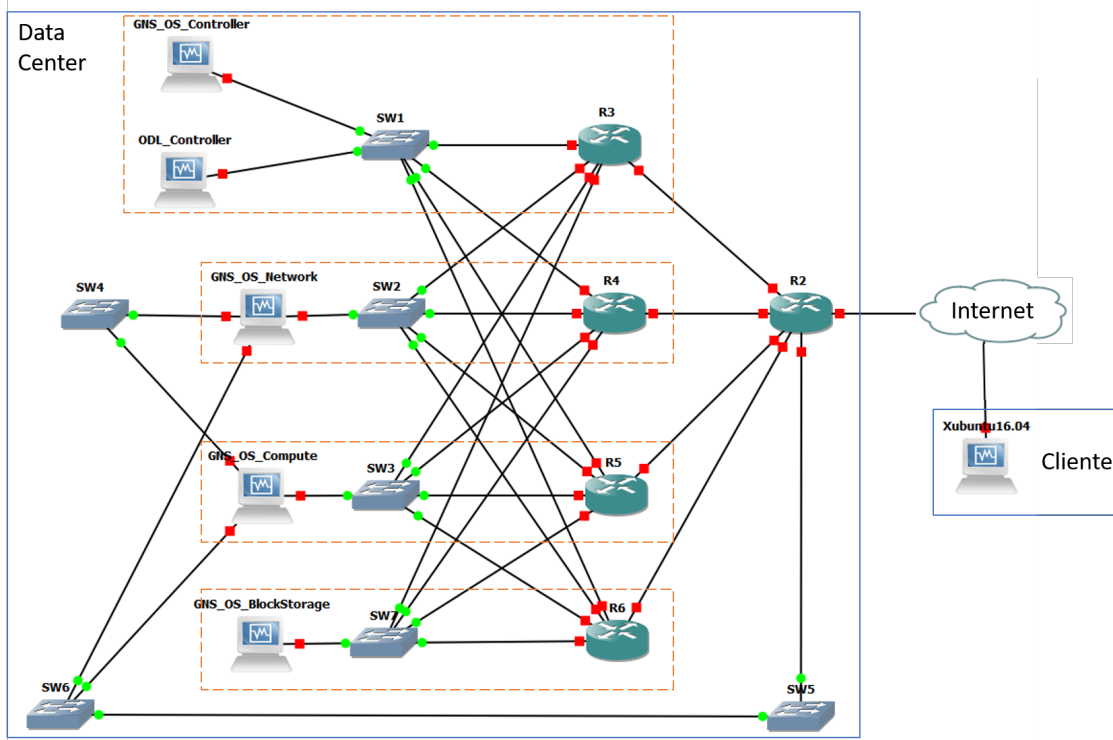 Data
Center
GNS_OS_Controller
ODL_Controller
SW1
R3
GNS_OS_Network
SW4
SW2
R4
R2
Internet
GNS_OS_Compute
SW3
R5
Xubuntu16.04
Cliente
GNS_OS_BlockStorage
SW7
R6
SW6
SW5